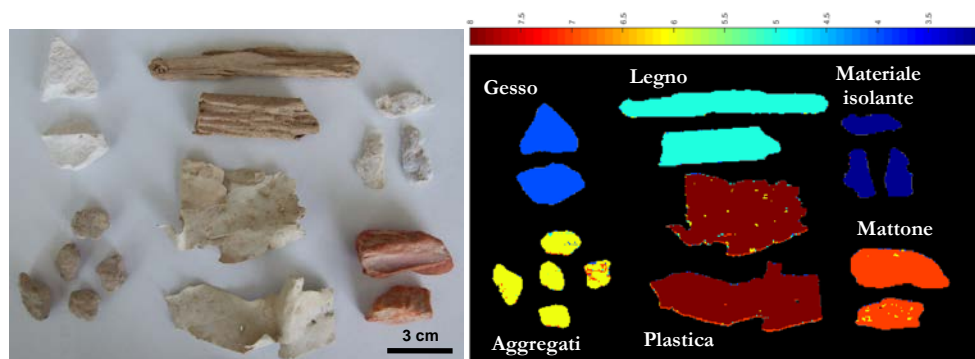 8 7.5 7 6.5 6 5.5 5 4.5 4 3.5
Gesso
Legno
Materiale
isolante
Mattone
3 cm
Aggregati
Plastica